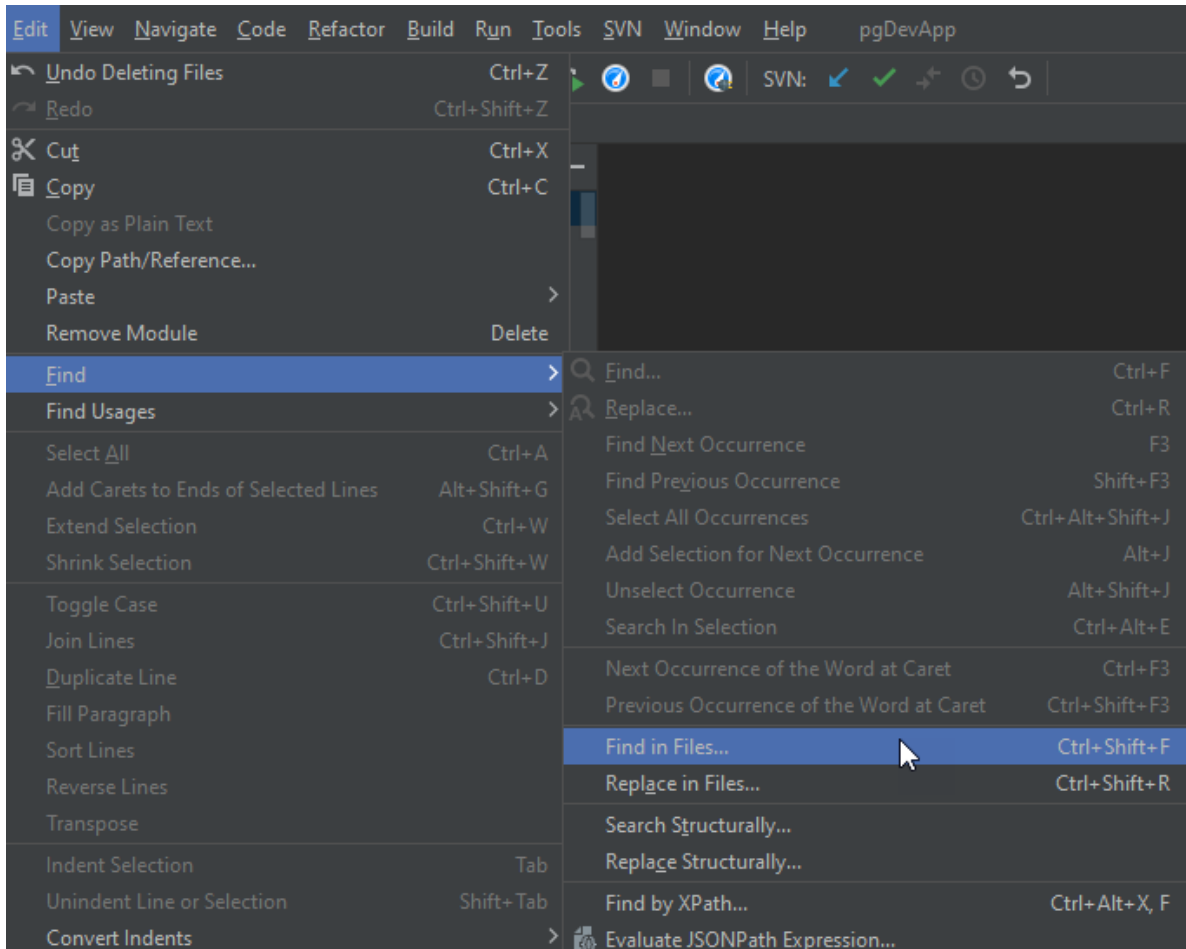 Edit View Navigate Code Refactor Build Run Tools SVN Window Help pgDevApp
SVN:
Undo Deleting Files Ctrl+Z
Redo Ctrl+Shift+Z
Cut Ctrl+X
Copy Ctrl+C
Copy as Plain Text
Copy Path/Reference...
Paste
Remove Module Delete
Find
Find Usages
Select All Ctrl+A
Add Carets to Ends of Selected Lines Alt+Shift+G
Extend Selection Ctrl+W
Shrink Selection Ctrl+Shift+W
Toggle Case Ctrl+Shift+U
Join Lines Ctrl+Shift+J
Duplicate Line Ctrl+D
Fill Paragraph
Sort Lines
Reverse Lines
Transpose
Indent Selection Tab
Unindent Line or Selection Shift+Tab
Convert Indents
Find... Ctrl+F
Replace... Ctrl+R
Find Next Occurrence F3
Find Previous Occurrence Shift+F3
Select All Occurrences Ctrl+Alt+Shift+J
Add Selection for Next Occurrence Alt+J
Unselect Occurrence Alt+Shift+J
Search In Selection Ctrl+Alt+E
Next Occurrence of the Word at Caret Ctrl+F3
Previous Occurrence of the Word at Caret Ctrl+Shift+F3
Find in Files... Ctrl+Shift+F
Replace in Files... Ctrl+Shift+R
Search Structurally...
Replace Structurally...
Find by XPath... Ctrl+Alt+X, F
Evaluate JSONPath Expression...